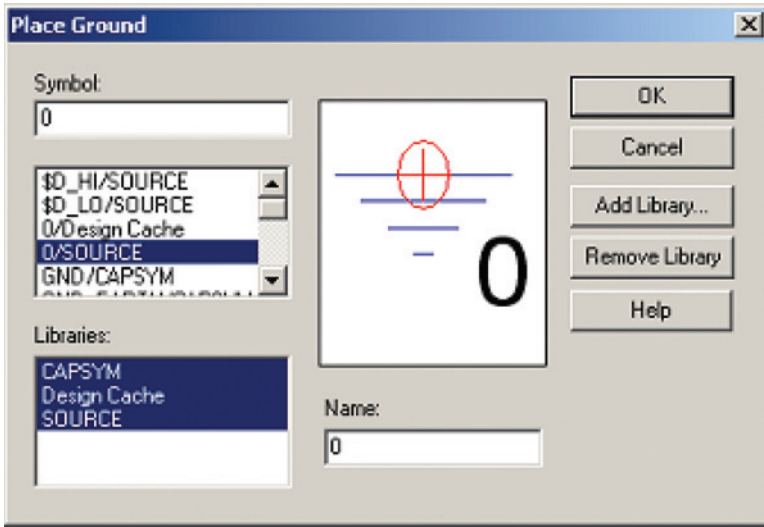 Place Ground
Symbol:
0
$D_HI/SOURCE
$D_LO/SOURCE
0/Design Cache
0/SOURCE
GND/CAPSYM
Libraries:
CAPSYM
Design Cache
SOURCE
0
Name:
0
OK
Cancel
Add Library...
Remove Library
Help